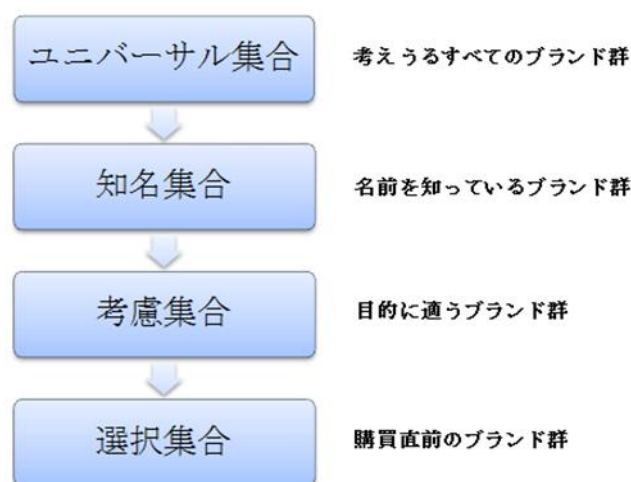 ユニバーサル集合
考えうるすべてのブランド群
知名集合
名前を知っているブランド群
考慮集合
目的に適うブランド群
選択集合
購買直前のブランド群